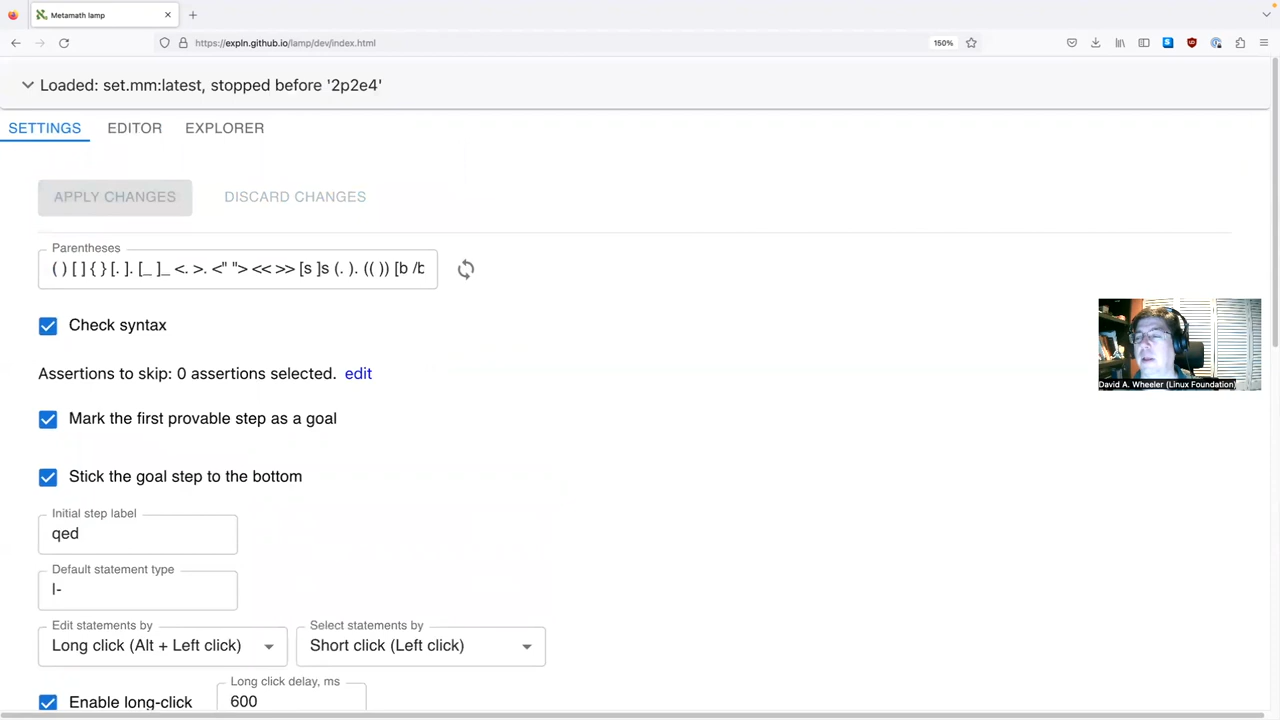 Metamath lamp
https://expln.github.io/lamp/dev/index.html
150%
Loaded: set.mm:latest, stopped before '2p2e4'
SETTINGS
EDITOR
EXPLORER
APPLY CHANGES
DISCARD CHANGES
Parentheses
( ) [ ] { } [. ]. [_ ]_ <. >. <" "> << >> [s ]s (. ). (( )) [b /b
Check syntax
Assertions to skip: 0 assertions selected. edit
Mark the first provable step as a goal
Stick the goal step to the bottom
Initial step label
qed
Default statement type
|-
Edit statements by
Select statements by
Long click (Alt + Left click)
Short click (Left click)
Long click delay, ms
Enable long-click
600
David A. Wheeler (Linux Foundation)